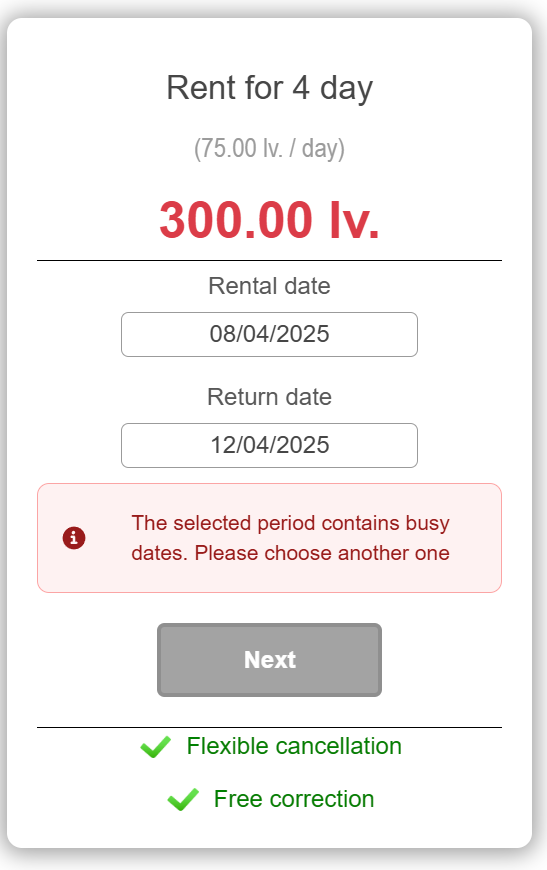 Rent for 4 day
(75.00 lv. / day)
300.00 lv.
Rental date
08/04/2025
Return date
12/04/2025
The selected period contains busy
dates. Please choose another one
Next
Flexible cancellation
Free correction